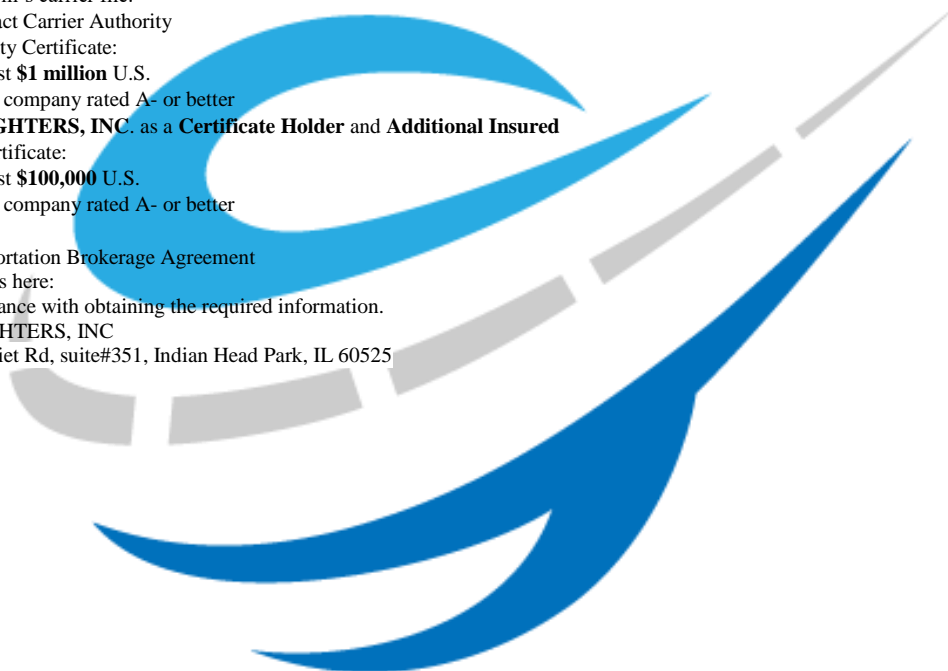 act Carrier Authority
ty Certificate:
st $1 million U.S.
company rated A- or better
GHTERS, INC. as a Certificate Holder and Additional Insured
rtificate:
st $100,000 U.S.
company rated A- or better
ortation Brokerage Agreement
s here:
ance with obtaining the required information.
HTERS, INC
iet Rd, suite#351, Indian Head Park, IL 60525